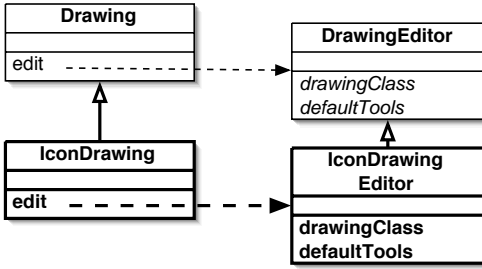 Drawing
edit
DrawingEditor
drawingClass
defaultTools
IconDrawing
edit
IconDrawing
Editor
drawingClass
defaultTools